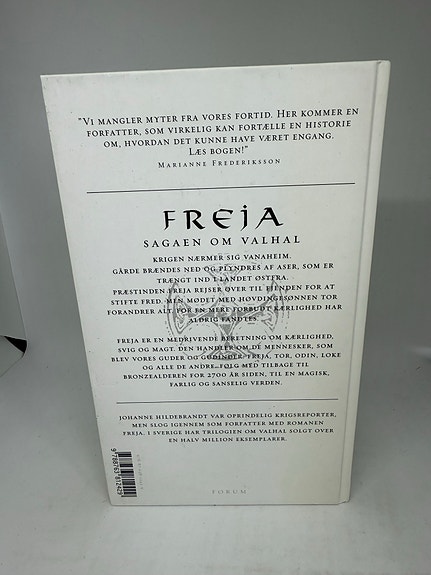 "Vi mangler myter fra vores fortid. Her kommer en
forfatter, som virkelig kan fortælle en historie
om, hvordan det kunne have været engang.
Læs bogen!"
Marianne Frederiksson
FREJA
SAGAEN OM VALHAL
KRIGEN NÆRMER SIG VANAHEIM.
GÅRDE BRÆNDES NED OG PLYNDRES AF ASER, SOM ER
TRÆNGT IND I LANDET ØSTFRA.
PRÆSTINDEN FREJA REJSER OVER TIL FJENDEN FOR AT
STIFTE FRED. MEN MØDET MED HØVDINGESØNNEN TOR
FORANDRER ALT, FOR EN MERE FORBUDT KÆRLIGHED HAR
ALDRIG FANDTES.
FREJA ER EN MEDRIVENDE BERETNING OM KÆRLIGHED,
SVIG OG MAGT. DEN HANDLER OM DE MENNESKER, SOM
BLEV VORES GUDER OG GUDINDER: FREJA, TOR, ODIN, LOKE
OG ALLE DE ANDRE. FØLG MED TILBAGE TIL
BRONZEALDEREN FOR 2700 ÅR SIDEN, TIL EN MAGISK,
FARLIG OG SANSELIG VERDEN.
JOHANNE HILDEBRANDT VAR OPRINDELIG KRIGSREPORTER,
MEN SLOG IGENNEM SOM FORFATTER MED ROMANEN
FREJA. I SVERIGE HAR TRILOGIEN OM VALHAL SOLGT OVER
EN HALV MILLION EKSEMPLARER.
FORUM